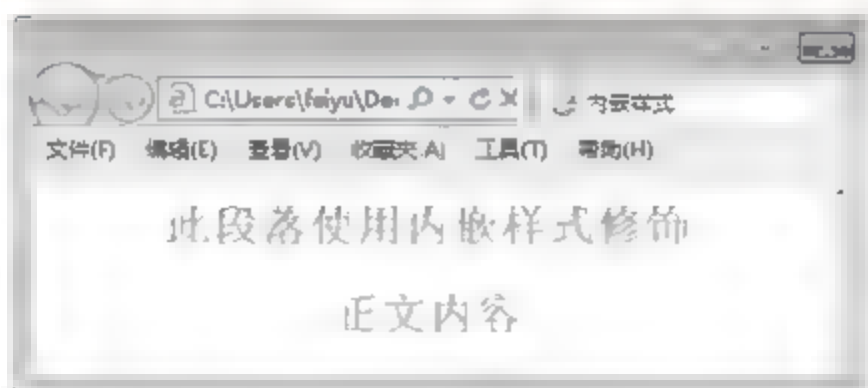 C:\Users\faiyu\De 内嵌样式
文件(F) 编辑(E) 查看(V) 收藏夹(A) 工具(T) 帮助(H)
此段落使用内嵌样式修饰
正文内容